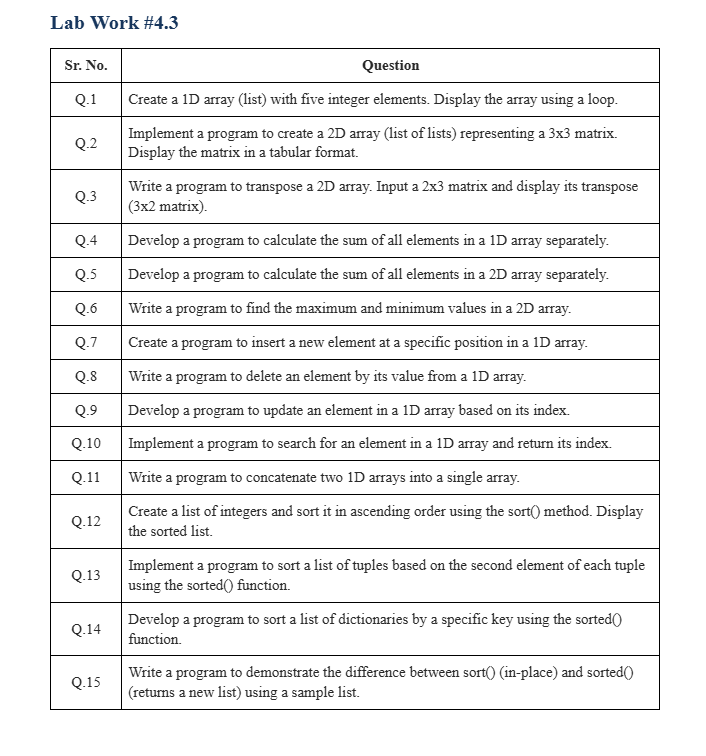 Lab Work #4.3
Sr. No. Question
Q.1 Create a 1D array (list) with five integer elements. Display the array using a loop.
Q.2 Implement a program to create a 2D array (list of lists) representing a 3x3 matrix.
Display the matrix in a tabular format.
Q.3 Write a program to transpose a 2D array. Input a 2x3 matrix and display its transpose
(3x2 matrix).
Q.4 Develop a program to calculate the sum of all elements in a 1D array separately.
Q.5 Develop a program to calculate the sum of all elements in a 2D array separately.
Q.6 Write a program to find the maximum and minimum values in a 2D array.
Q.7 Create a program to insert a new element at a specific position in a 1D array.
Q.8 Write a program to delete an element by its value from a 1D array.
Q.9 Develop a program to update an element in a 1D array based on its index.
Q.10 Implement a program to search for an element in a 1D array and return its index.
Q.11 Write a program to concatenate two 1D arrays into a single array.
Q.12 Create a list of integers and sort it in ascending order using the sort() method. Display
the sorted list.
Q.13 Implement a program to sort a list of tuples based on the second element of each tuple
using the sorted() function.
Q.14 Develop a program to sort a list of dictionaries by a specific key using the sorted()
function.
Q.15 Write a program to demonstrate the difference between sort() (in-place) and sorted()
(returns a new list) using a sample list.